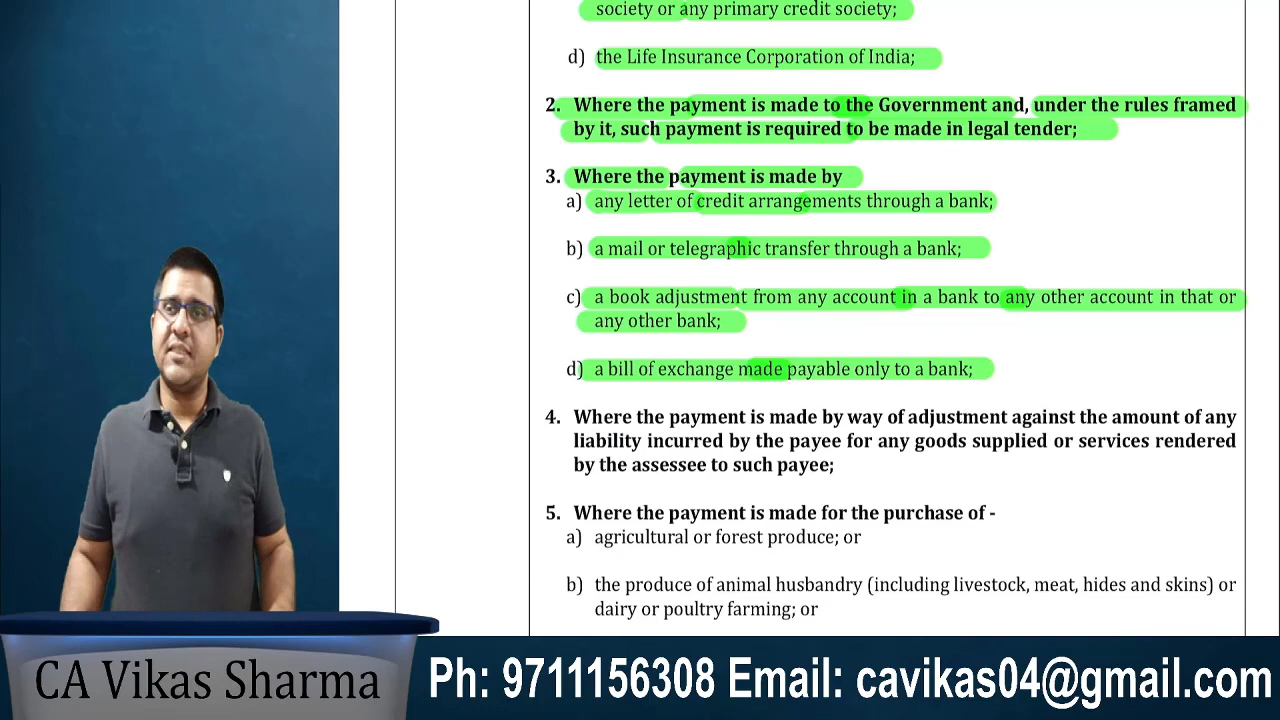 society or any primary credit society;
d) the Life Insurance Corporation of India;
2. Where the payment is made to the Government and, under the rules framed
by it, such payment is required to be made in legal tender;
3. Where the payment is made by
a) any letter of credit arrangements through a bank;
b) a mail or telegraphic transfer through a bank;
c) a book adjustment from any account in a bank to any other account in that or
any other bank;
d) a bill of exchange made payable only to a bank;
4. Where the payment is made by way of adjustment against the amount of any
liability incurred by the payee for any goods supplied or services rendered
by the assessee to such payee;
5. Where the payment is made for the purchase of -
a) agricultural or forest produce; or
b) the produce of animal husbandry (including livestock, meat, hides and skins) or
dairy or poultry farming; or
CA Vikas Sharma
Ph: 9711156308 Email: cavikas04@gmail.com